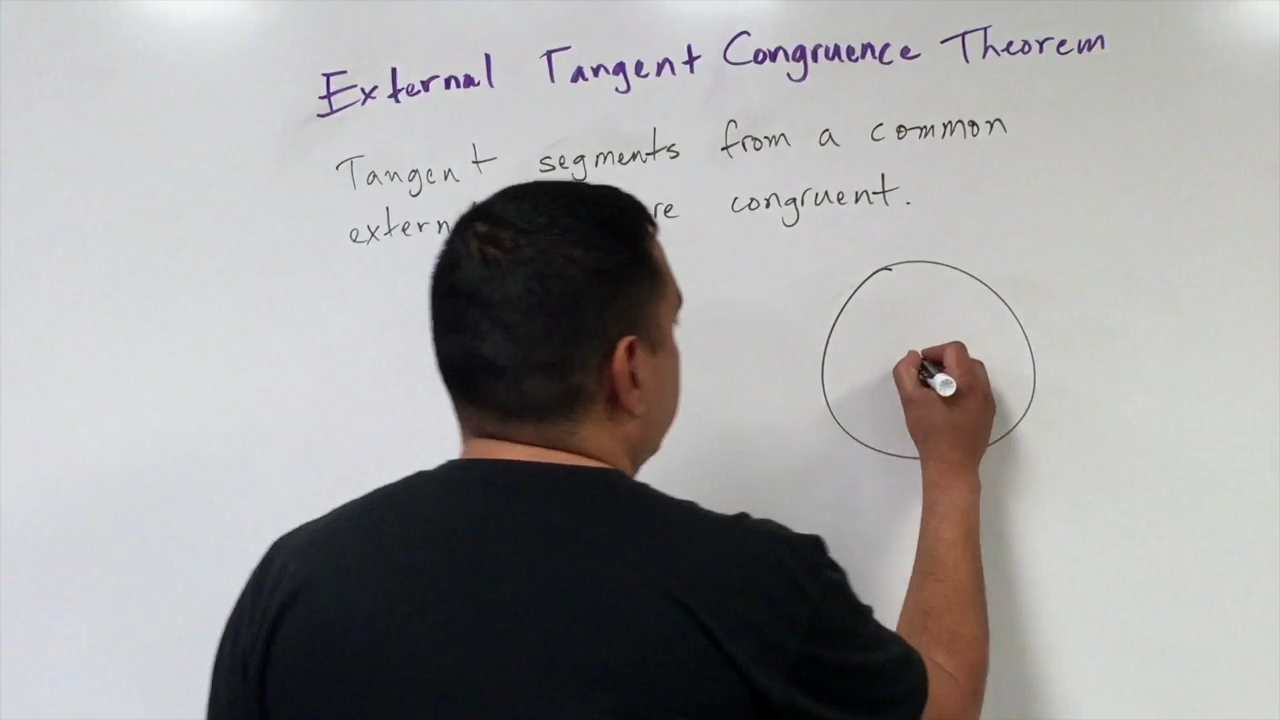 External Tangent Congruence Theorem
Tangent segments from a common
extern re congruent.